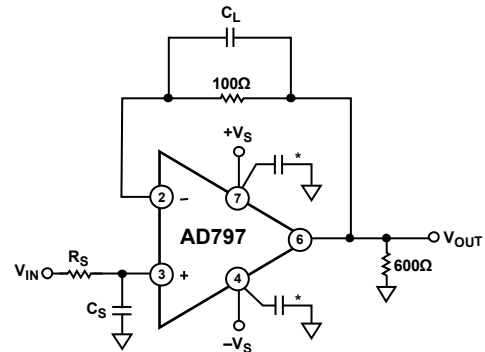 C_L
100Ω
+V_S
*
2
−
7
AD797
6
V_OUT
V_IN
R_S
3
+
4
600Ω
C_S
*
−V_S